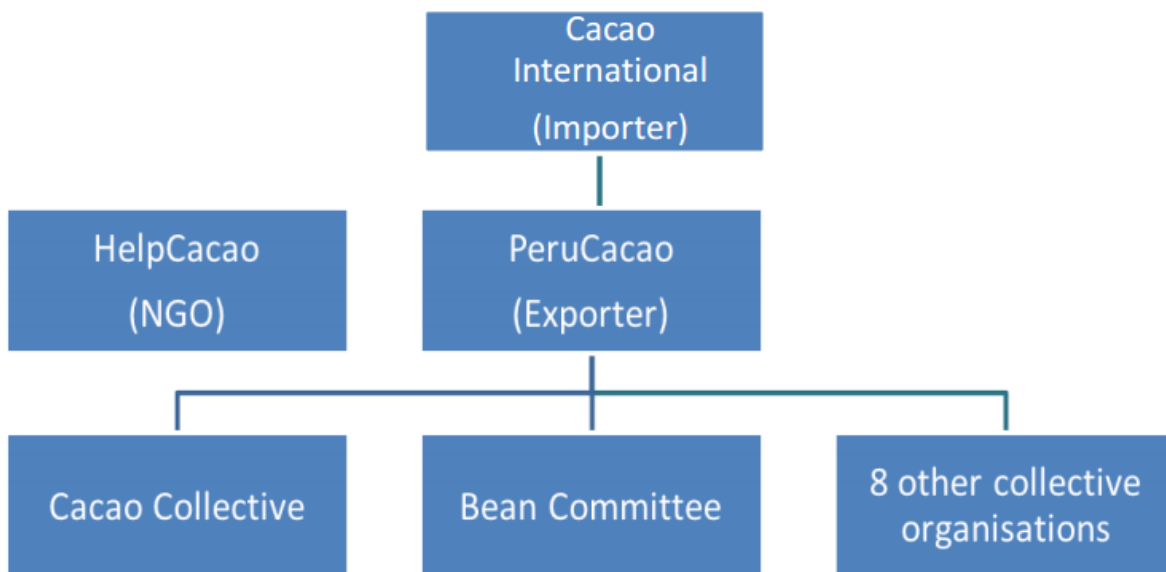 Cacao
International
(Importer)
HelpCacao
(NGO)
PeruCacao
(Exporter)
Cacao Collective
Bean Committee
8 other collective
organisations